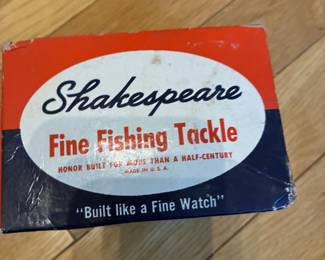 Shakespeare
Fine Fishing Tackle
HONOR BUILT FOR MORE THAN A HALF-CENTURY
MADE IN U.S.A.
"Built like a Fine Watch"